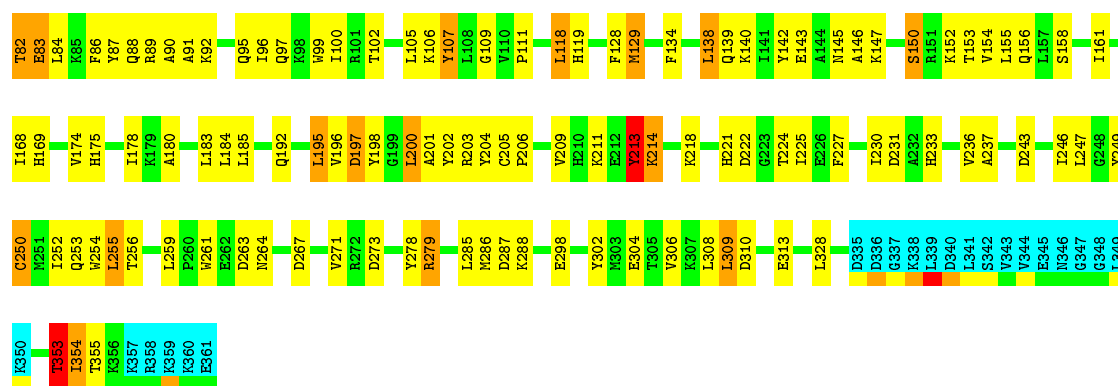 T82 E83 L84 K85 F86 Y87 Q88 R89 A90 A91 K92 Q95 I96 Q97 K98 W99 I100 R101 T102 L105 K106 Y107 L108 G109 V110 P111 L118 H119 F128 M129 F134 L138 Q139 K140 I141 Y142 E143 A144 N145 A146 K147 S150 R151 K152 T153 V154 L155 Q156 L157 S158 I161
I168 H169 V174 H175 I178 K179 A180 L183 L184 L185 Q192 L195 V196 D197 Y198 G199 L200 A201 Y202 R203 Y204 C205 P206 V209 H210 K211 E212 Y213 K214 K218 H221 D222 G223 T224 I225 E226 F227 I230 D231 A232 H233 V236 A237 D243 I246 L247 G248 Y249
C250 M251 I252 Q253 W254 L255 T256 L259 P260 W261 E262 D263 N264 D267 V271 R272 D273 Y278 R279 L285 M286 D287 K288 E298 Y302 M303 E304 T305 V306 K307 L308 L309 D310 E313 L328 D335 D336 G337 K338 L339 D340 L341 S342 V343 V344 E345 N346 G347 G348 L349
K350 T353 I354 T355 K356 K357 R358 K359 K360 E361